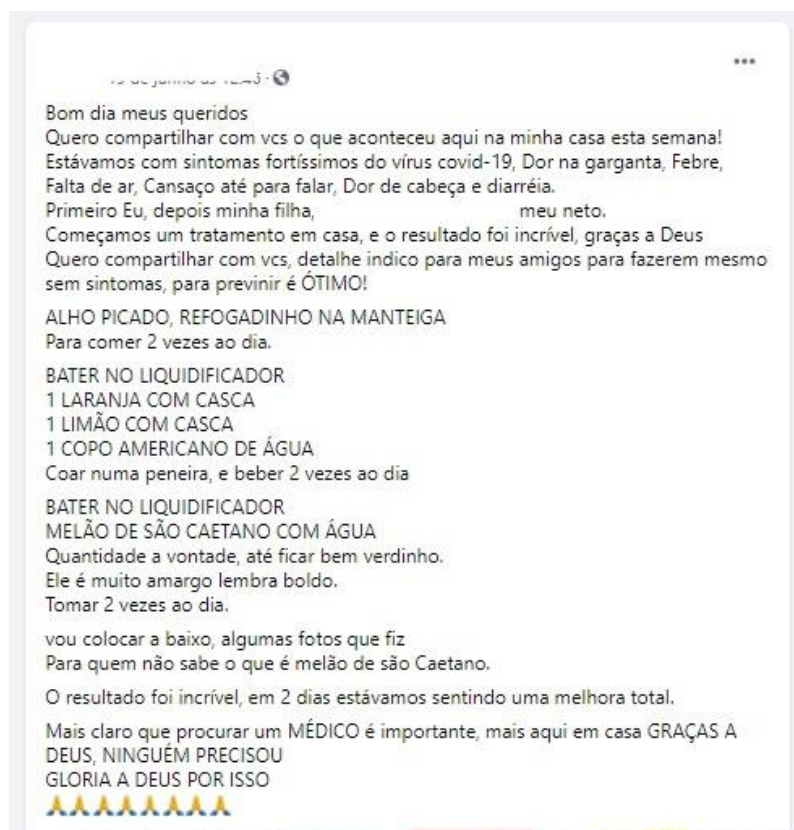 Bom dia meus queridos
Quero compartilhar com vcs o que aconteceu aqui na minha casa esta semana!
Estávamos com sintomas fortíssimos do vírus covid-19, Dor na garganta, Febre,
Falta de ar, Cansaço até para falar, Dor de cabeça e diarréia.
Primeiro Eu, depois minha filha, meu neto.
Começamos um tratamento em casa, e o resultado foi incrível, graças a Deus
Quero compartilhar com vcs, detalhe indico para meus amigos para fazerem mesmo
sem sintomas, para previnir é ÓTIMO!
ALHO PICADO, REFOGADINHO NA MANTEIGA
Para comer 2 vezes ao dia.
BATER NO LIQUIDIFICADOR
1 LARANJA COM CASCA
1 LIMÃO COM CASCA
1 COPO AMERICANO DE ÁGUA
Coar numa peneira, e beber 2 vezes ao dia
BATER NO LIQUIDIFICADOR
MELÃO DE SÃO CAETANO COM ÁGUA
Quantidade a vontade, até ficar bem verdinho.
Ele é muito amargo lembra boldo.
Tomar 2 vezes ao dia.
vou colocar a baixo, algumas fotos que fiz
Para quem não sabe o que é melão de são Caetano.
O resultado foi incrível, em 2 dias estávamos sentindo uma melhora total.
Mais claro que procurar um MÉDICO é importante, mais aqui em casa GRAÇAS A
DEUS, NINGUÉM PRECISOU
GLORIA A DEUS POR ISSO
🙏🙏🙏🙏🙏🙏🙏🙏